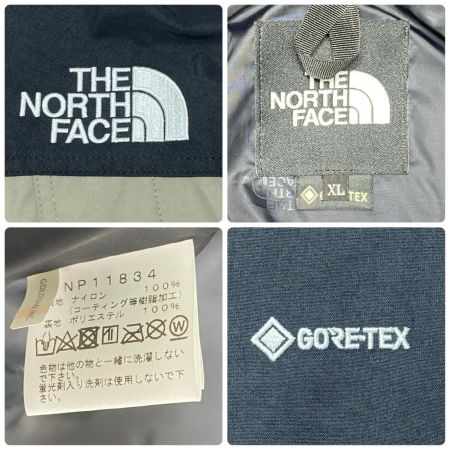 THE
NORTH
FACE
THE
NORTH
FACE
XL
TEX
NP11834
地 ナイロン 100%
(コーティング等樹脂加工)
裏地 ポリエステル 100%
色物は他の物と一緒に洗濯しない
で下さい。
蛍光剤入り洗剤は使用しない下さい
GORE-TEX